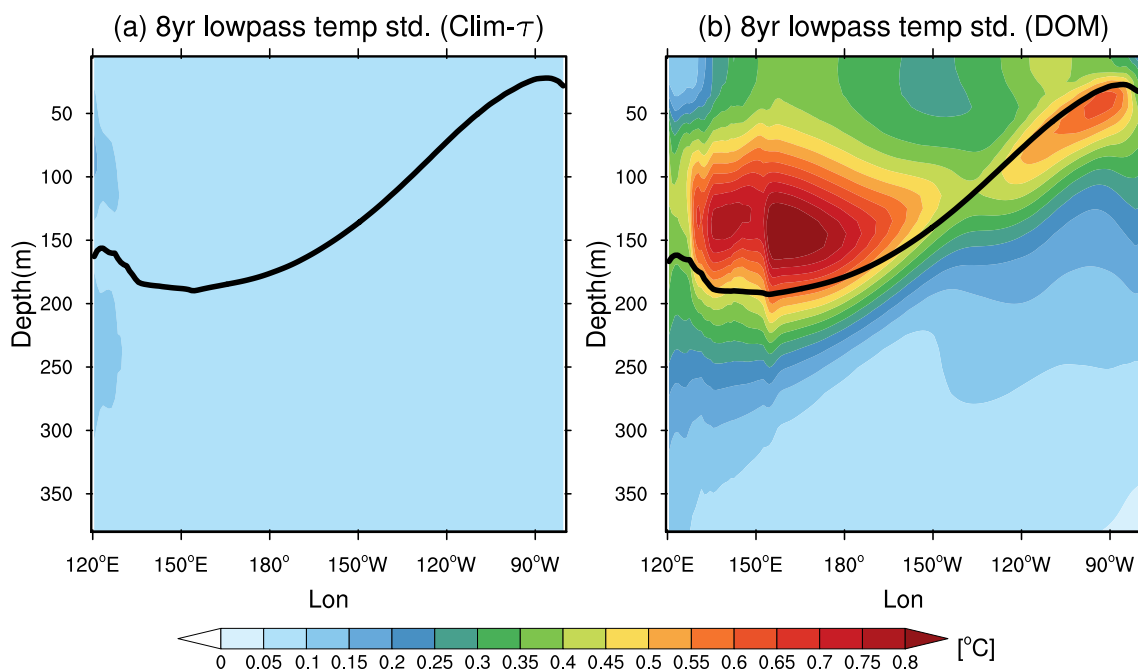 (a) 8yr lowpass temp std. (Clim-τ)
(b) 8yr lowpass temp std. (DOM)
Depth(m)
50
100
150
200
250
300
350
120°E 150°E 180° 150°W 120°W 90°W
Lon
Depth(m)
50
100
150
200
250
300
350
120°E 150°E 180° 150°W 120°W 90°W
Lon
0 0.05 0.1 0.15 0.2 0.25 0.3 0.35 0.4 0.45 0.5 0.55 0.6 0.65 0.7 0.75 0.8
[°C]